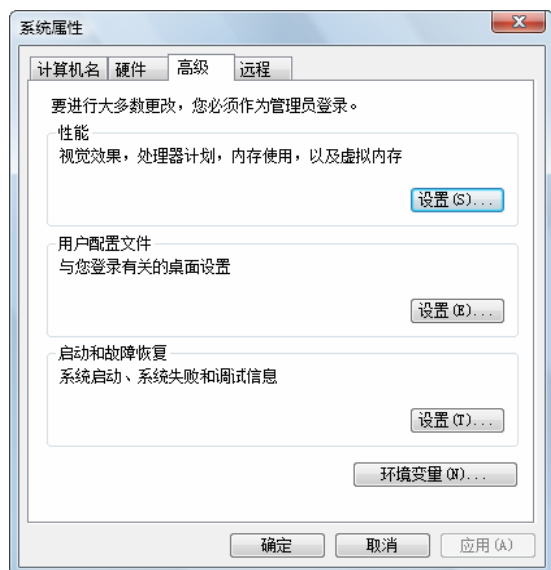 系统属性
计算机名 硬件 高级 远程
要进行大多数更改，您必须作为管理员登录。
性能
视觉效果，处理器计划，内存使用，以及虚拟内存
设置(S)...
用户配置文件
与您登录有关的桌面设置
设置(E)...
启动和故障恢复
系统启动、系统失败和调试信息
设置(T)...
环境变量(N)...
确定 取消 应用(A)